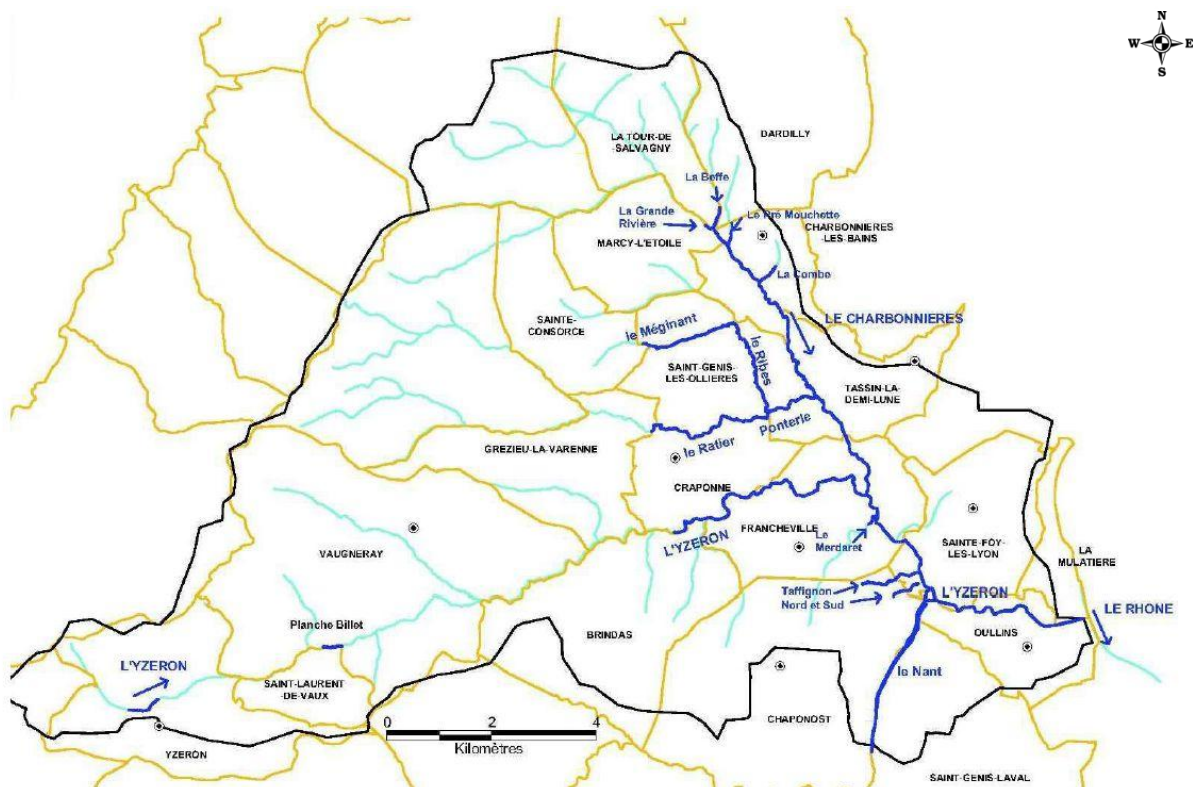 N
W E
S
DARDILLY
LA TOUR-DE
-SALVAGNY
La Beffe
La Grande
Rivière
Le Pré Mouchette
CHARBONNIERES
-LES-BAINS
MARCY-L'ETOILE
La Combe
SAINTE-
CONSORCE
le Méginant
LE CHARBONNIERES
le Ribes
SAINT-GENIS-
LES-OLLIERES
TASSIN-LA-
DEMI-LUNE
GREZIEU-LA-VARENNE
le Ratier
Ponterle
CRAPONNE
FRANCHEVILLE
L'YZERON
Le
Merdaret
SAINTE-FOY-
LES-LYON
LA
MULATIERE
VAUGNERAY
Taffignon
Nord et Sud
L'YZERON
LE RHONE
Planche Billet
BRINDAS
OULLINS
L'YZERON
SAINT-LAURENT
-DE-VAUX
le Nant
CHAPONOST
0 2 4
Kilomètres
YZERON
SAINT-GENIS-LAVAL